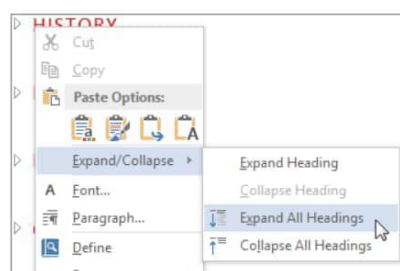 HISTORY
Cut
Copy
Paste Options:
Expand/Collapse
Expand Heading
Collapse Heading
Expand All Headings
Collapse All Headings
Font...
Paragraph...
Define